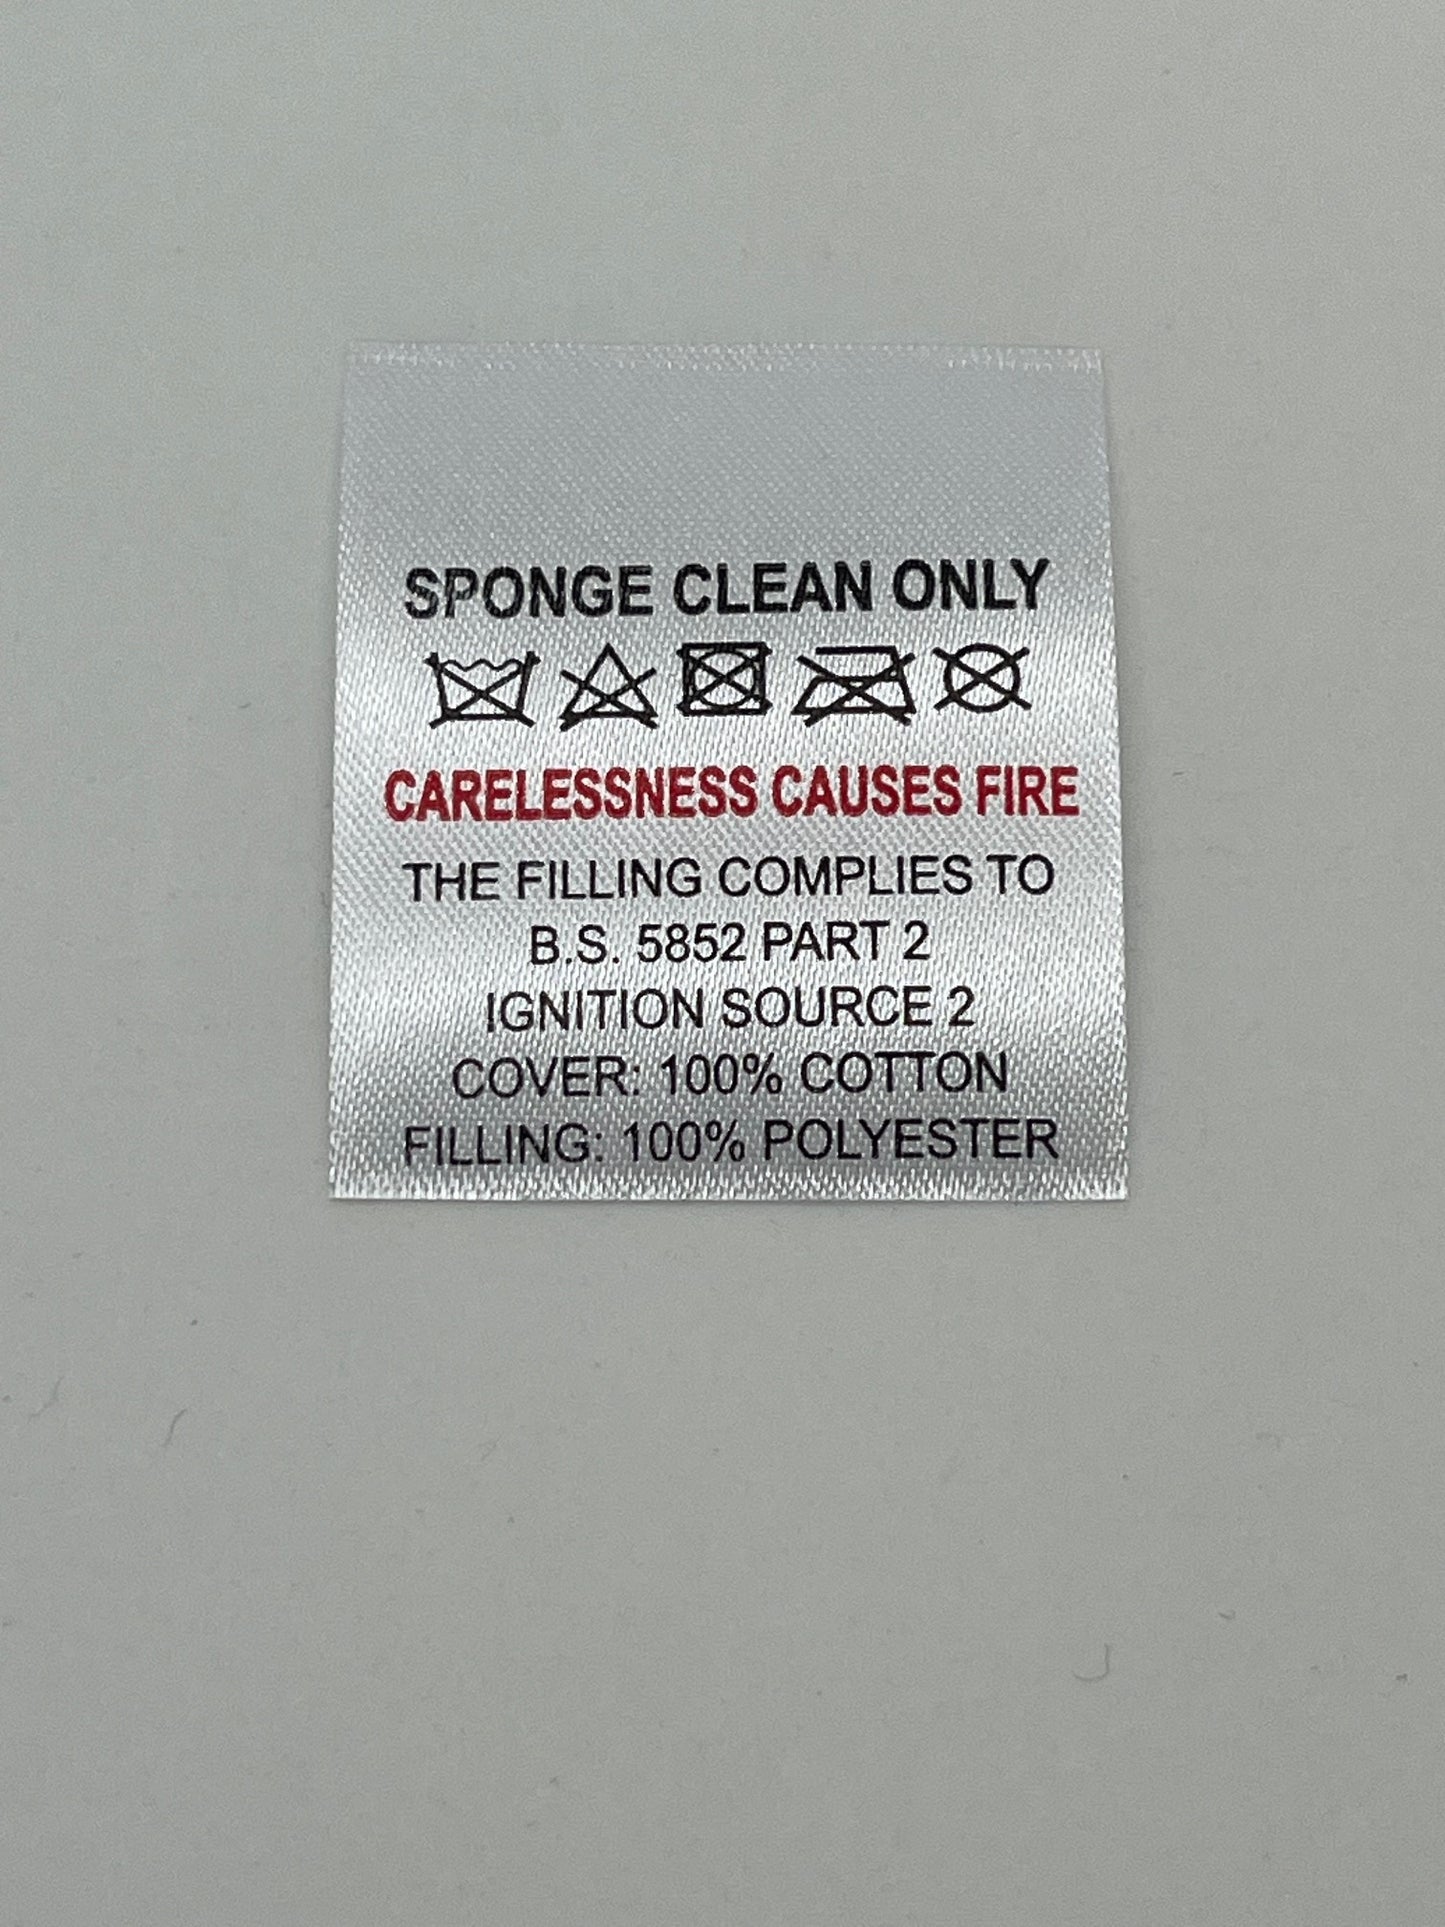 SPONGE CLEAN ONLY
CARELESSNESS CAUSES FIRE
THE FILLING COMPLIES TO
B.S. 5852 PART 2
IGNITION SOURCE 2
COVER: 100% COTTON
FILLING: 100% POLYESTER